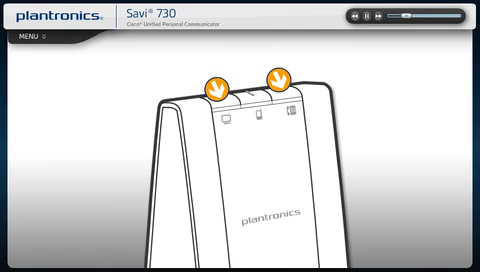 plantronics®
Savi® 730
Cisco® Unified Personal Communicator
MENU
plantronics